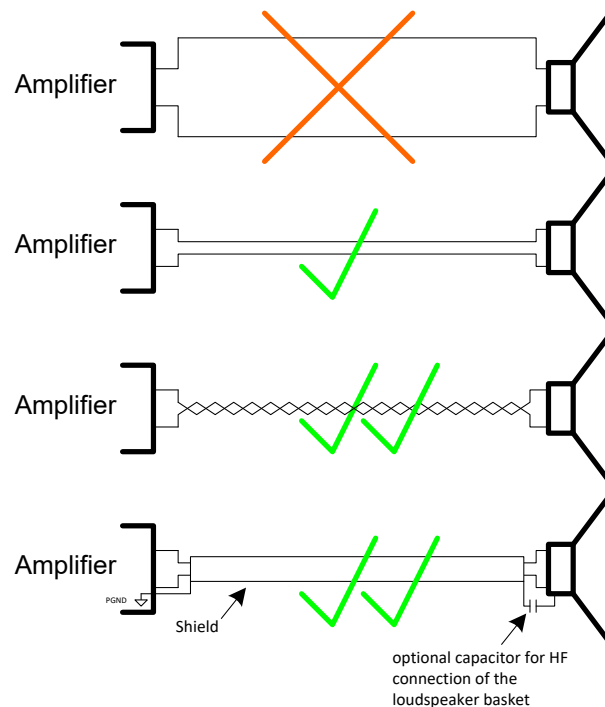 Amplifier
Amplifier
Amplifier
Amplifier
PGND
Shield
optional capacitor for HF
connection of the
loudspeaker basket